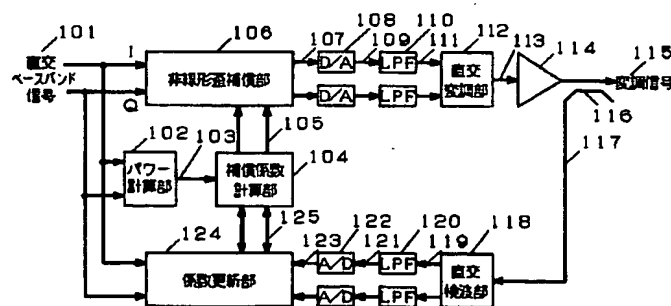 101
直交
ベースバンド
信号
I
Q
106
非線形歪補償部
107
108
D/A
D/A
109
110
LPF
LPF
111
112
直交
変調部
113
114
115
変調信号
116
117
102
パワー
計算部
103
104
補償係数
計算部
105
124
係数更新部
125
123
122
A/D
A/D
121
120
LPF
LPF
119
118
直交
検波部